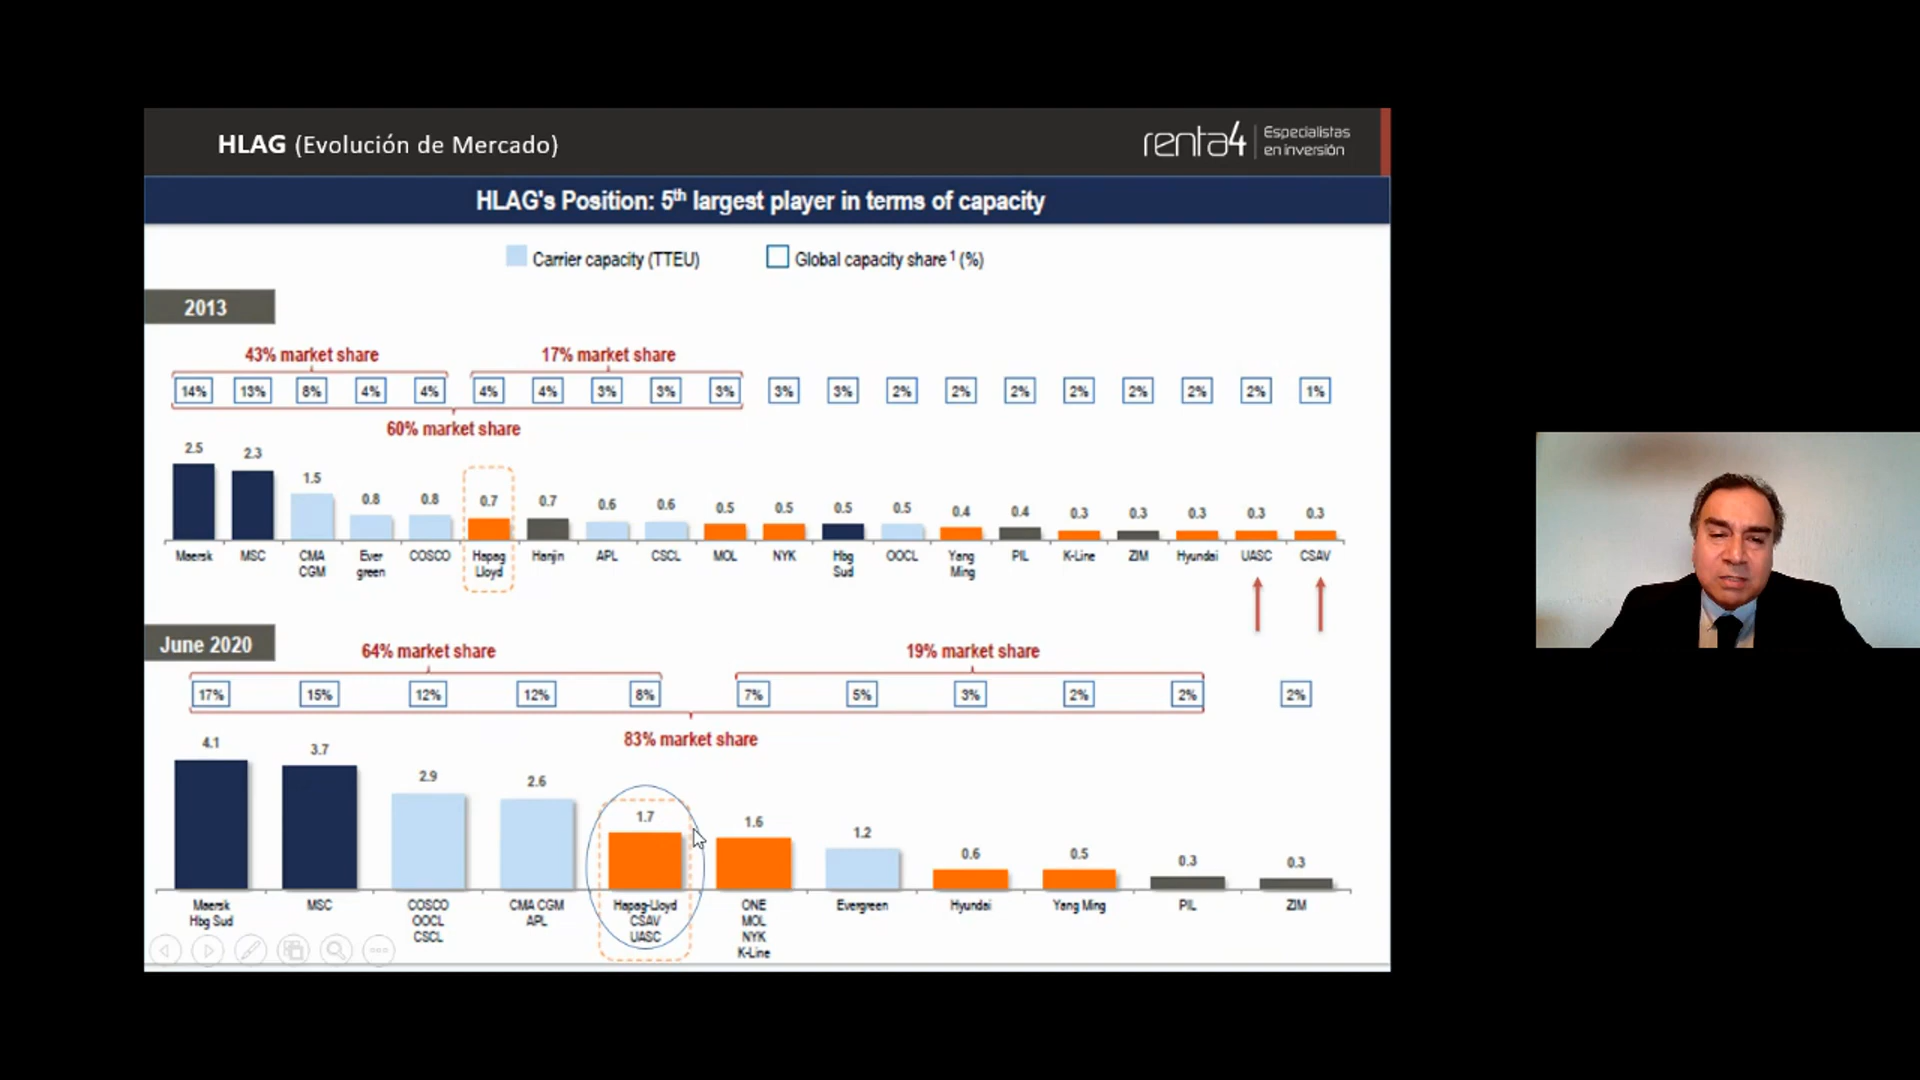 HLAG (Evolución de Mercado)
renta4 Especialistas
en inversión
HLAG's Position: 5th largest player in terms of capacity
Carrier capacity (TTEU)
Global capacity share 1 (%)
2013
43% market share
17% market share
14% 13% 8% 4% 4% 4% 4% 3% 3% 3% 3% 3% 2% 2% 2% 2% 2% 2% 2% 1%
60% market share
2.5 2.3 1.5 0.8 0.8 0.7 0.7 0.6 0.6 0.5 0.5 0.5 0.5 0.4 0.4 0.3 0.3 0.3 0.3 0.3
Maersk MSC CMA Ever COSCO Hapag Hanjin APL CSCL MOL NYK Hbg OOCL Yang PIL K-Line ZIM Hyundai UASC CSAV
CGM green Lloyd Sud Ming
June 2020
64% market share
19% market share
17% 15% 12% 12% 8% 7% 5% 3% 2% 2% 2%
83% market share
4.1 3.7 2.9 2.6 1.7 1.6 1.2 0.6 0.5 0.3 0.3
Maersk MSC COSCO CMA CGM Hapag-Lloyd ONE Evergreen Hyundai Yang Ming PIL ZIM
Hbg Sud OOCL APL CSAV MOL
CSCL UASC NYK
K-Line